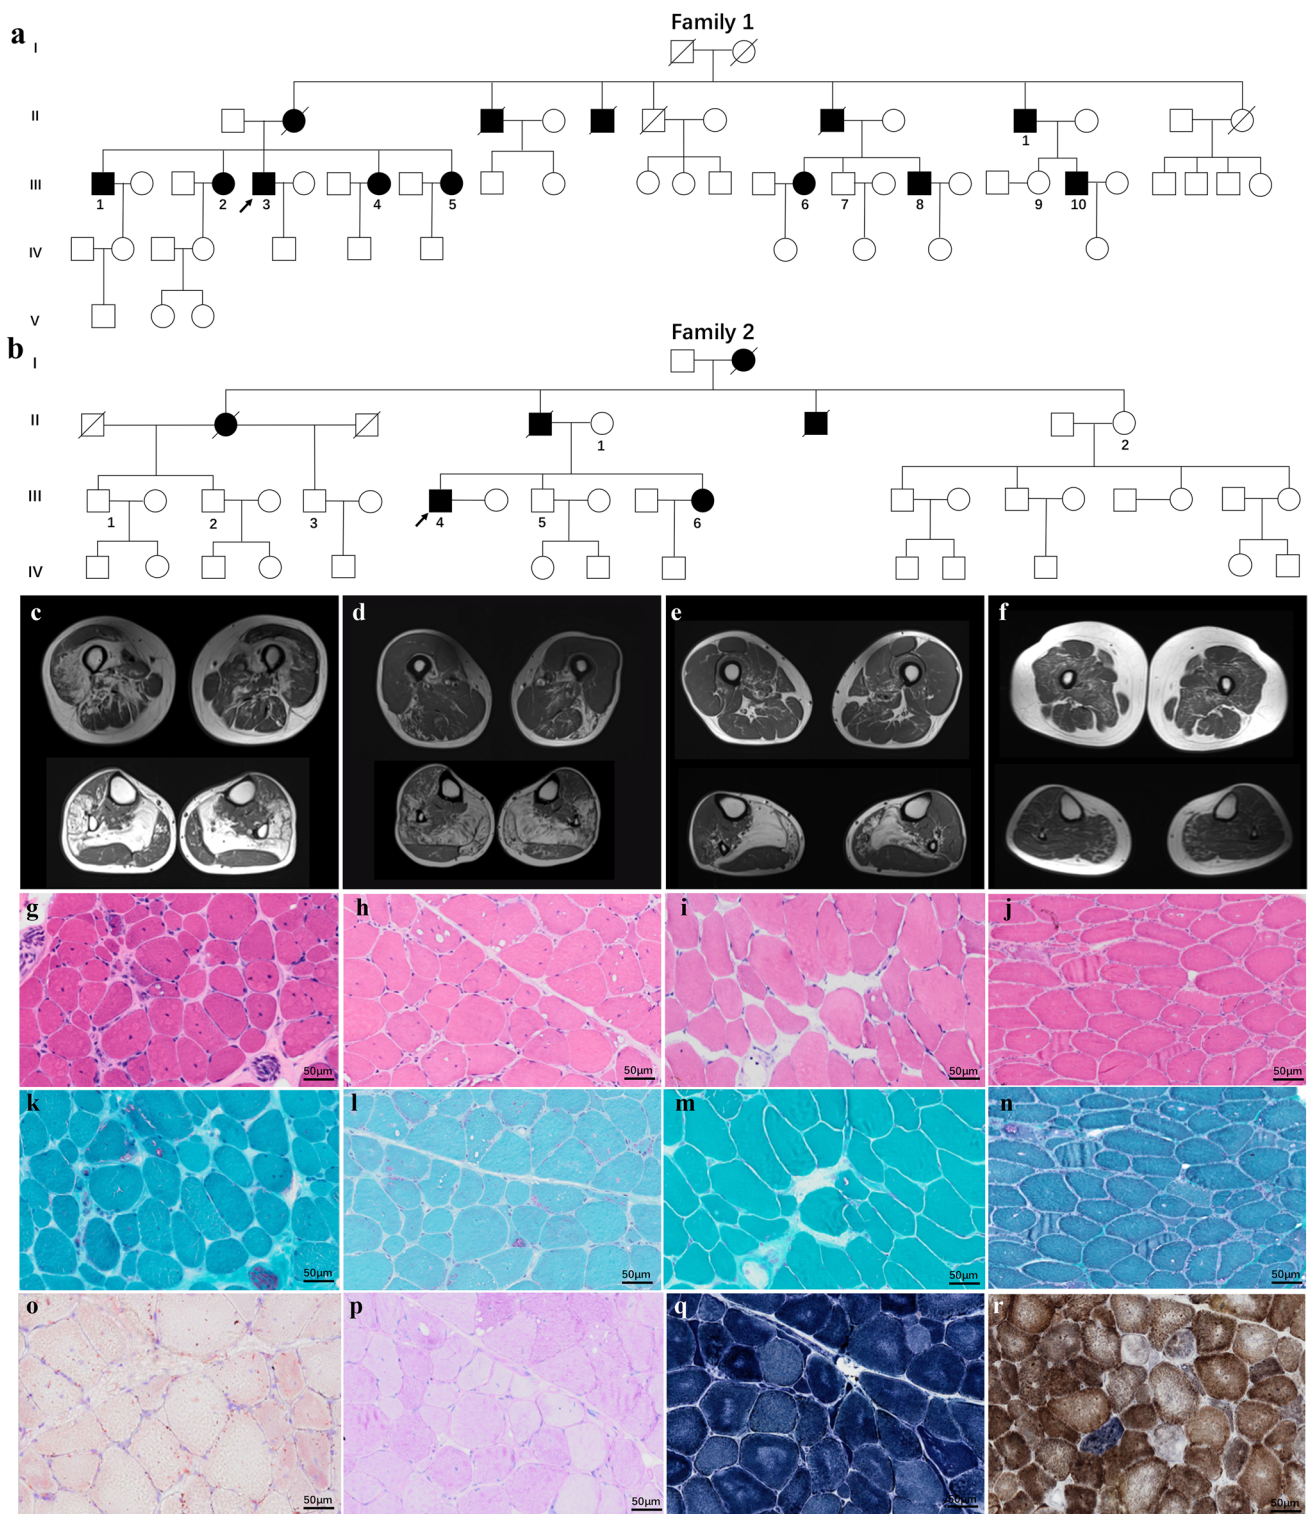 a
Family 1
I
II
1
III
1 2 3 4 5 6 7 8 9 10
IV
V
b
Family 2
I
II
1 2
III
1 2 3 4 5 6
IV
c d e f
g h i j
50μm 50μm 50μm 50μm
k l m n
50μm 50μm 50μm 50μm
o p q r
50μm 50μm 50μm 50μm